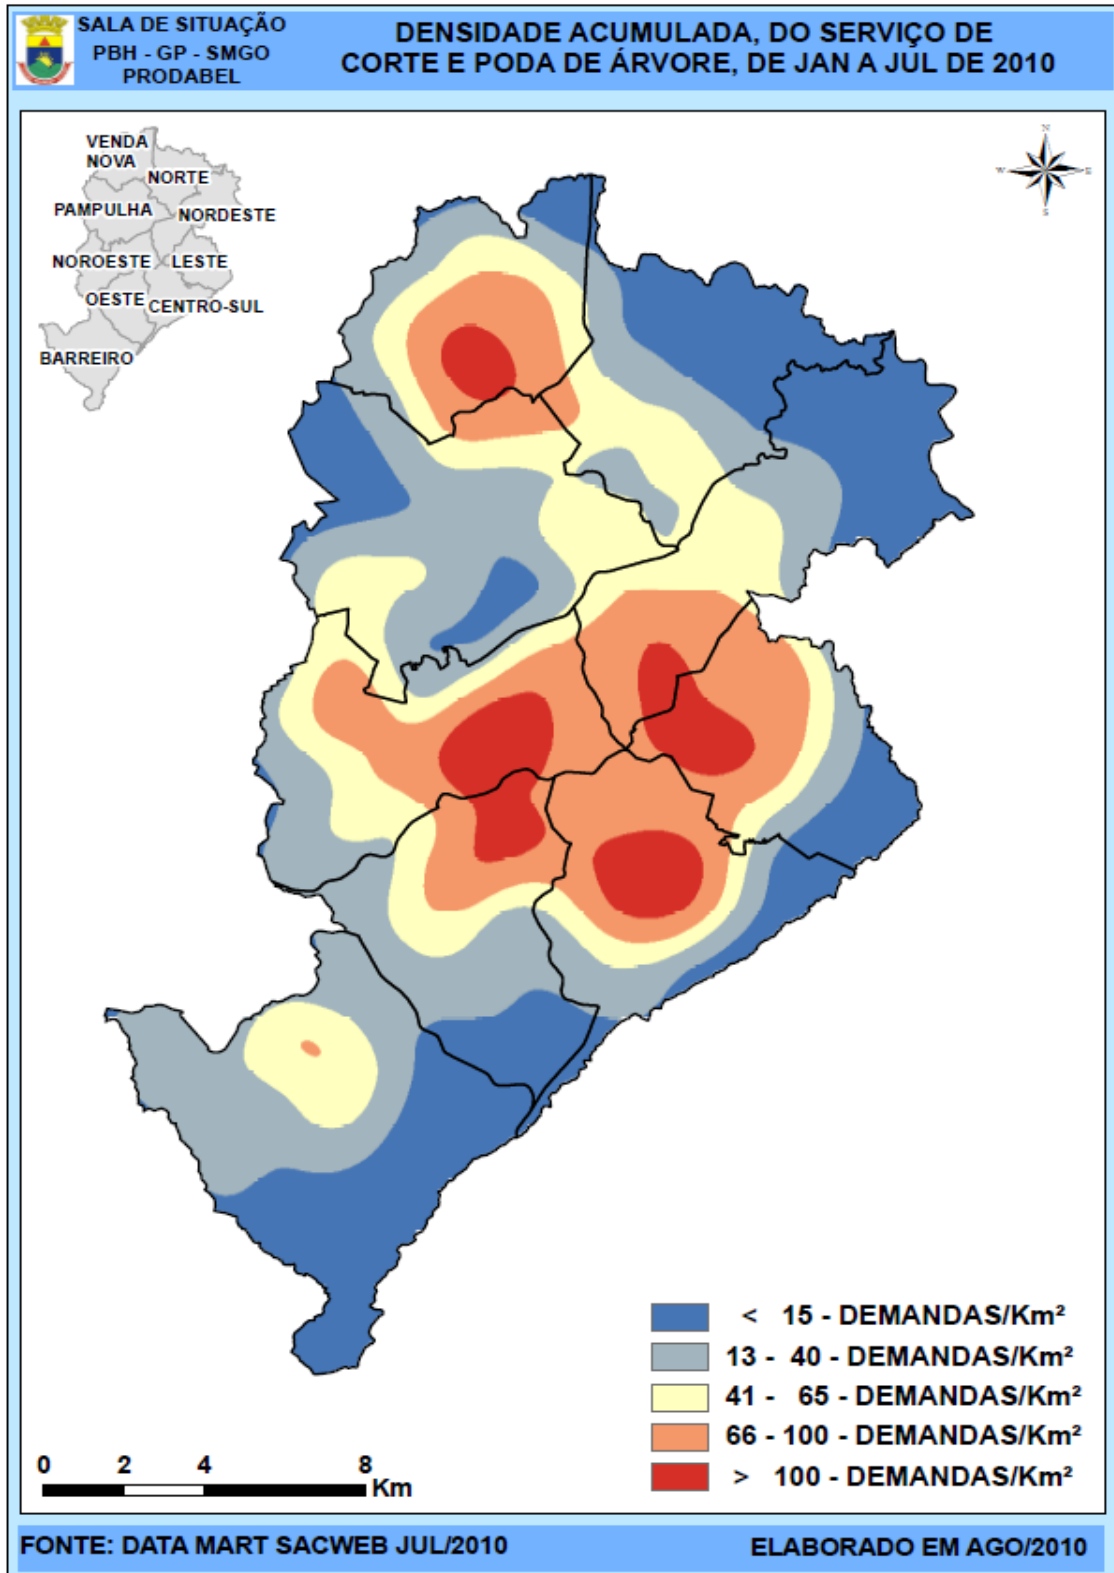 SALA DE SITUAÇÃO
PBH - GP - SMGO
PRODABEL
DENSIDADE ACUMULADA, DO SERVIÇO DE
CORTE E PODA DE ÁRVORE, DE JAN A JUL DE 2010
VENDA
NOVA
NORTE
PAMPULHA
NORDESTE
NOROESTE
LESTE
OESTE
CENTRO-SUL
BARREIRO
N
W
E
S
< 15 - DEMANDAS/Km²
13 - 40 - DEMANDAS/Km²
41 - 65 - DEMANDAS/Km²
66 - 100 - DEMANDAS/Km²
> 100 - DEMANDAS/Km²
0 2 4 8
Km
FONTE: DATA MART SACWEB JUL/2010
ELABORADO EM AGO/2010